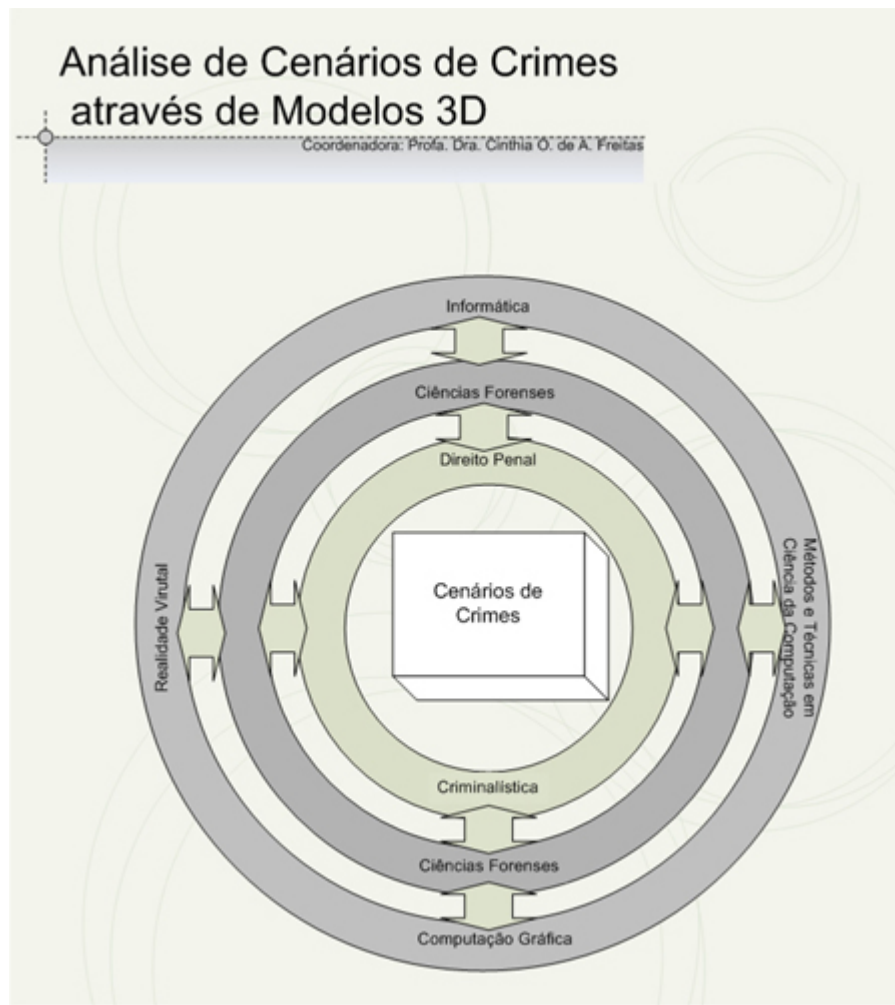 Análise de Cenários de Crimes
através de Modelos 3D
Coordenadora: Profa. Dra. Cinthia O. de A. Freitas
Informática
Ciências Forenses
Direito Penal
Cenários de
Crimes
Realidade Virutal
Métodos e Técnicas em
Ciência da Computação
Criminalística
Ciências Forenses
Computação Gráfica